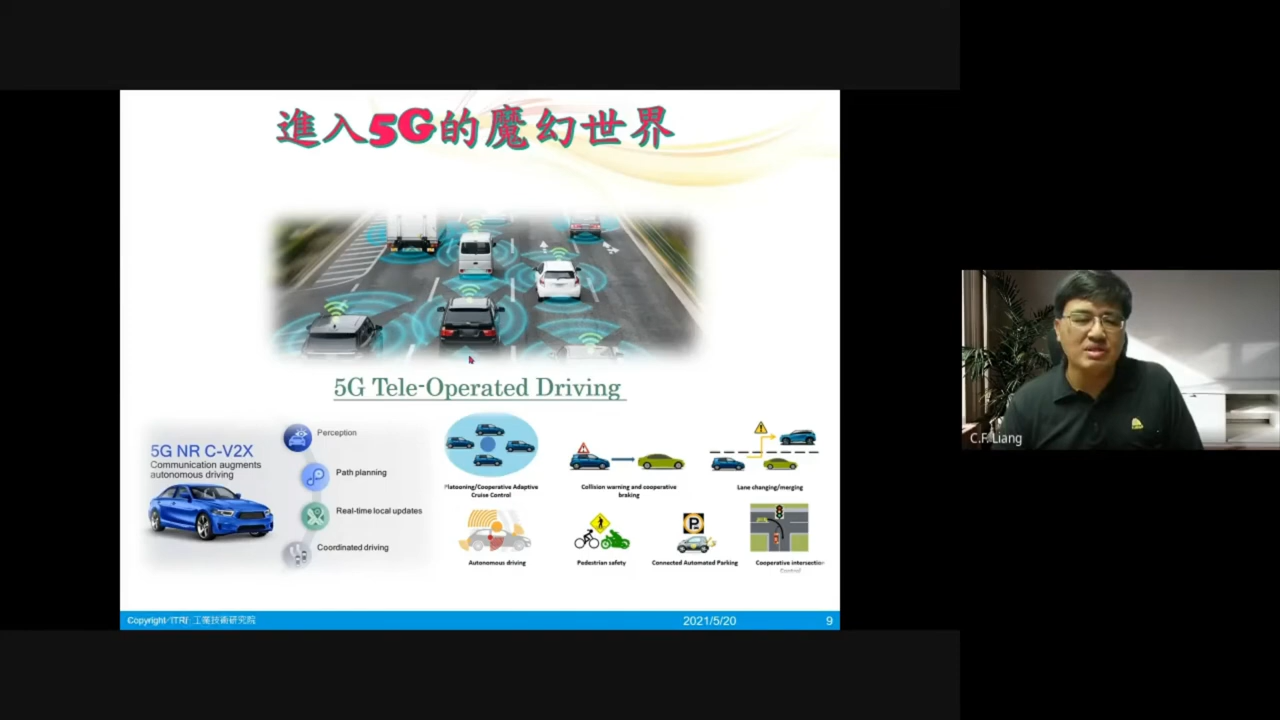 進入5G的魔幻世界
5G Tele-Operated Driving
5G NR C-V2X
Communication augments
autonomous driving
Perception
Path planning
Real-time local updates
Coordinated driving
Platooning/Cooperative Adaptive
Cruise Control
Collision warning and cooperative
braking
Lane changing/merging
Autonomous driving
Pedestrian safety
P
Connected Automated Parking
Cooperative intersection
Control
Copyright ITRI 工業技術研究院
2021/5/20
9
C.F.Liang